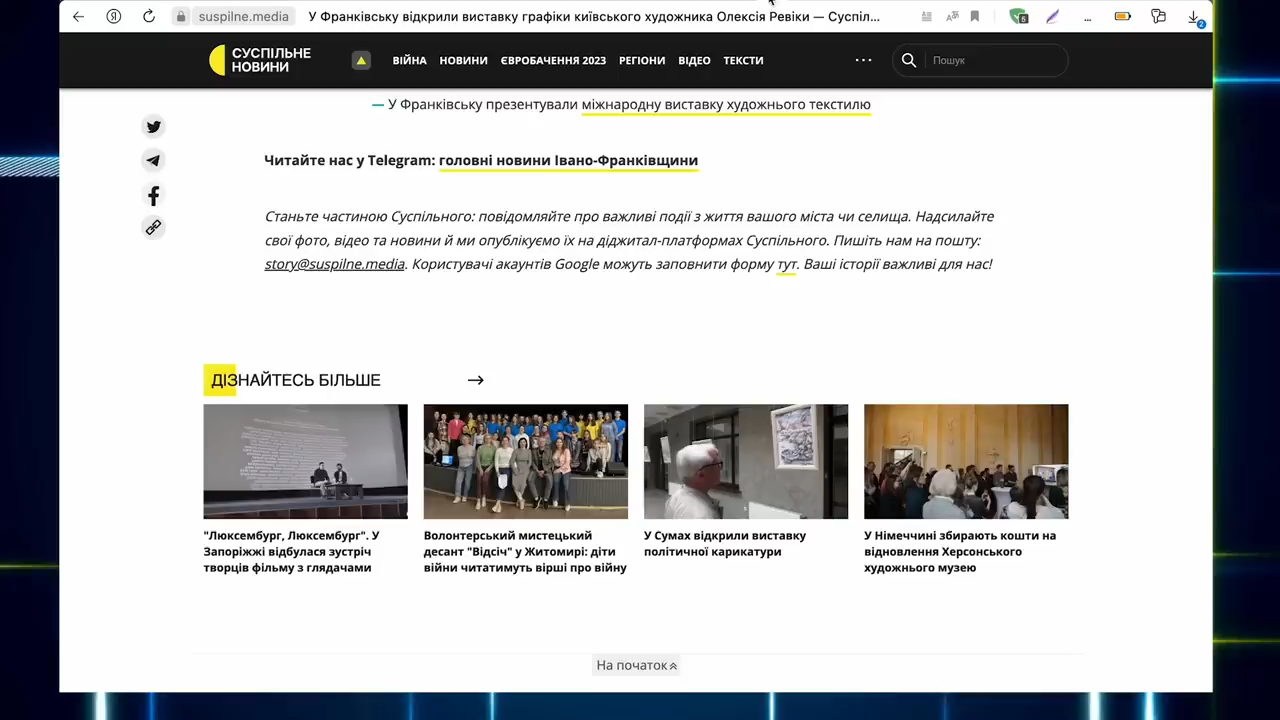 suspilne.media
У Франківську відкрили виставку графіки київського художника Олексія Ревіки — Суспіл...
5
...
2
СУСПІЛЬНЕ
НОВИНИ
ВІЙНА
НОВИНИ
ЄВРОБАЧЕННЯ 2023
РЕГІОНИ
ВІДЕО
ТЕКСТИ
Пошук
— У Франківську презентували міжнародну виставку художнього текстилю
Читайте нас у Telegram: головні новини Івано-Франківщини
Станьте частиною Суспільного: повідомляйте про важливі події з життя вашого міста чи селища. Надсилайте
свої фото, відео та новини й ми опублікуємо їх на діджитал-платформах Суспільного. Пишіть нам на пошту:
story@suspilne.media. Користувачі акаунтів Google можуть заповнити форму тут. Ваші історії важливі для нас!
ДІЗНАЙТЕСЬ БІЛЬШЕ
"Люксембург, Люксембург". У
Запоріжжі відбулася зустріч
творців фільму з глядачами
Волонтерський мистецький
десант "Відсіч" у Житомирі: діти
війни читатимуть вірші про війну
У Сумах відкрили виставку
політичної карикатури
У Німеччині збирають кошти на
відновлення Херсонського
художнього музею
На початок